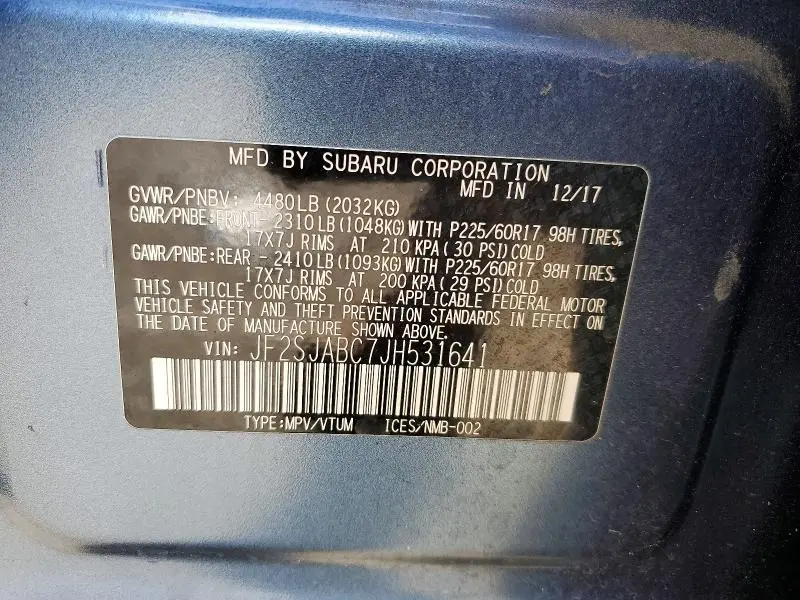 MFD BY SUBARU CORPORATION
MFD IN 12/17
GVWR/PNBV: 4480LB(2032KG)
GAWR/PNBE:FRONT- 2310LB(1048KG)WITH P225/60R17 98H TIRES,
17X7J RIMS AT 210 KPA(30 PSI)COLD
GAWR/PNBE:REAR - 2410LB(1093KG)WITH P225/60R17 98H TIRES,
17X7J RIMS AT 200 KPA(29 PSI)COLD
THIS VEHICLE CONFORMS TO ALL APPLICABLE FEDERAL MOTOR
VEHICLE SAFETY AND THEFT PREVENTION STANDARDS IN EFFECT ON
THE DATE OF MANUFACTURE SHOWN ABOVE.
VIN: JF2SJABC7JH531641
TYPE:MPV/VTUM ICES/NMB-002